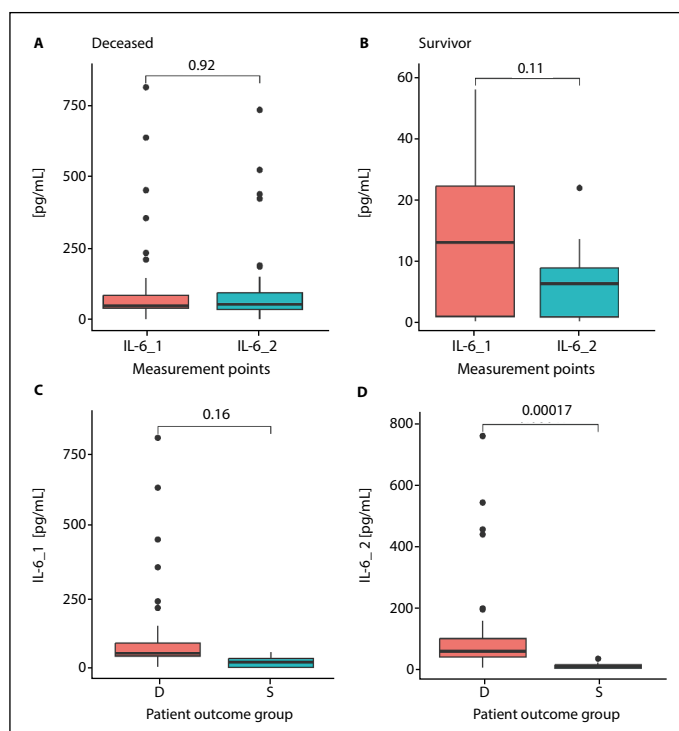 A Deceased
0.92
750
500
250
0
[pg/mL]
IL-6_1 IL-6_2
Measurement points
B Survivor
0.11
60
40
20
10
0
[pg/mL]
IL-6_1 IL-6_2
Measurement points
C
0.16
750
500
250
0
IL-6_1 [pg/mL]
D S
Patient outcome group
D
0.00017
800
600
400
200
0
IL-6_2 [pg/mL]
D S
Patient outcome group